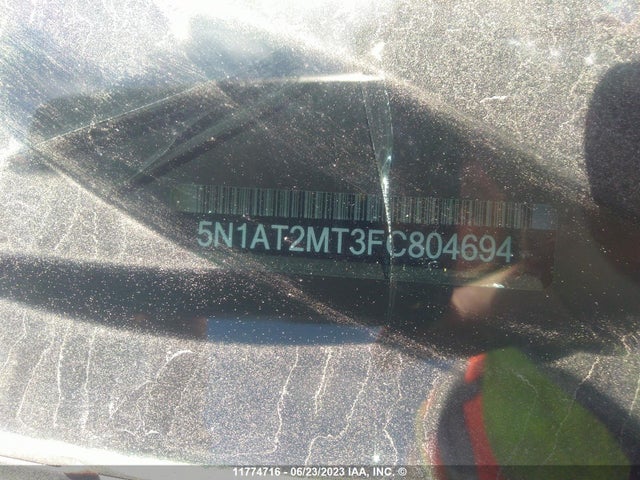 5N1AT2MT3FC804694
11774716 - 06/23/2023 IAA, INC. ©